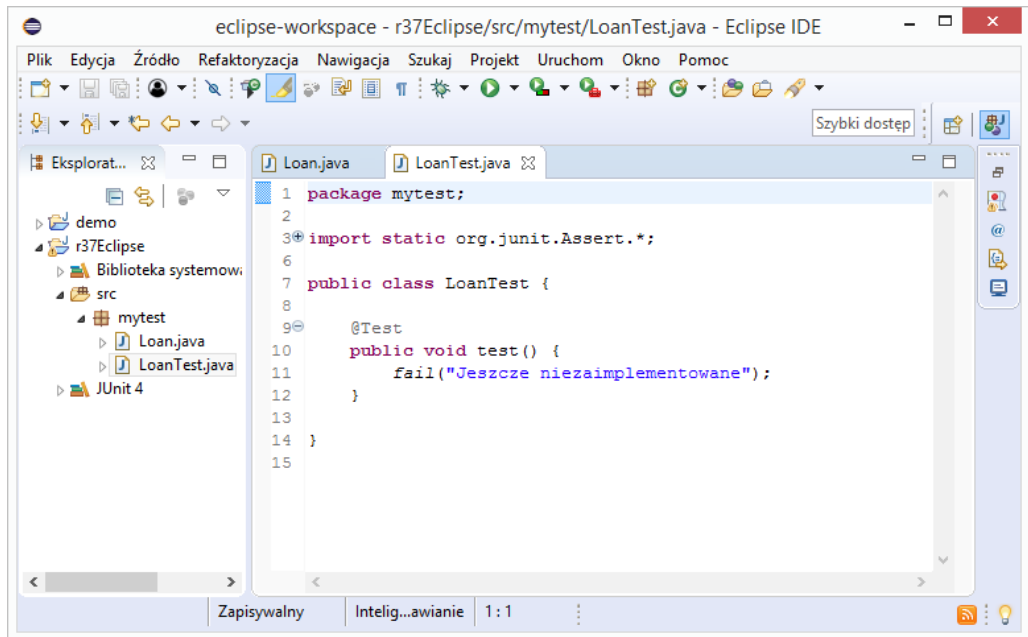 eclipse-workspace - r37Eclipse/src/mytest/LoanTest.java - Eclipse IDE
Plik Edycja Źródło Refaktoryzacja Nawigacja Szukaj Projekt Uruchom Okno Pomoc
Szybki dostęp
Eksplorat...
demo
r37Eclipse
Biblioteka systemow
src
mytest
Loan.java
LoanTest.java
JUnit 4
Loan.java LoanTest.java
1 package mytest;
2
3 import static org.junit.Assert.*;
6
7 public class LoanTest {
8
9 @Test
10 public void test() {
11 fail("Jeszcze niezaimplementowane");
12 }
13
14 }
15
Zapisywalny Intelig...awianie 1 : 1